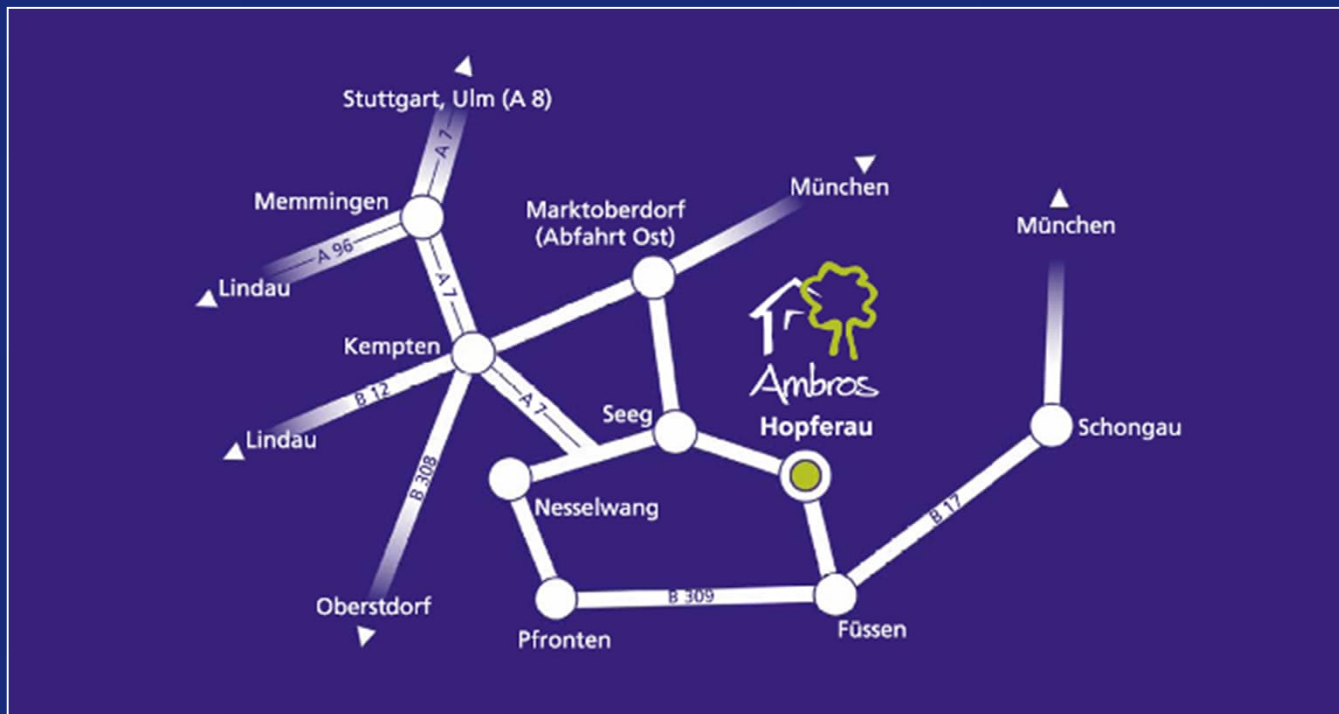 Stuttgart, Ulm (A 8)
A 7
Memmingen
A 96
Lindau
A 7
Marktoberdorf
(Abfahrt Ost)
München
München
Kempten
B 12
Lindau
A 7
B 308
Seeg
Ambros
Hopferau
Schongau
Nesselwang
B 17
Oberstdorf
B 309
Pfronten
Füssen